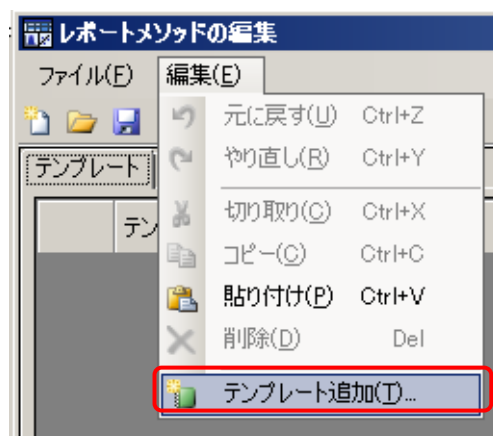 レポートメソッドの編集
ファイル(F) 編集(E)
元に戻す(U) Ctrl+Z
やり直し(R) Ctrl+Y
テンプレート
切り取り(C) Ctrl+X
テン
コピー(C) Ctrl+C
貼り付け(P) Ctrl+V
削除(D) Del
テンプレート追加(T)...